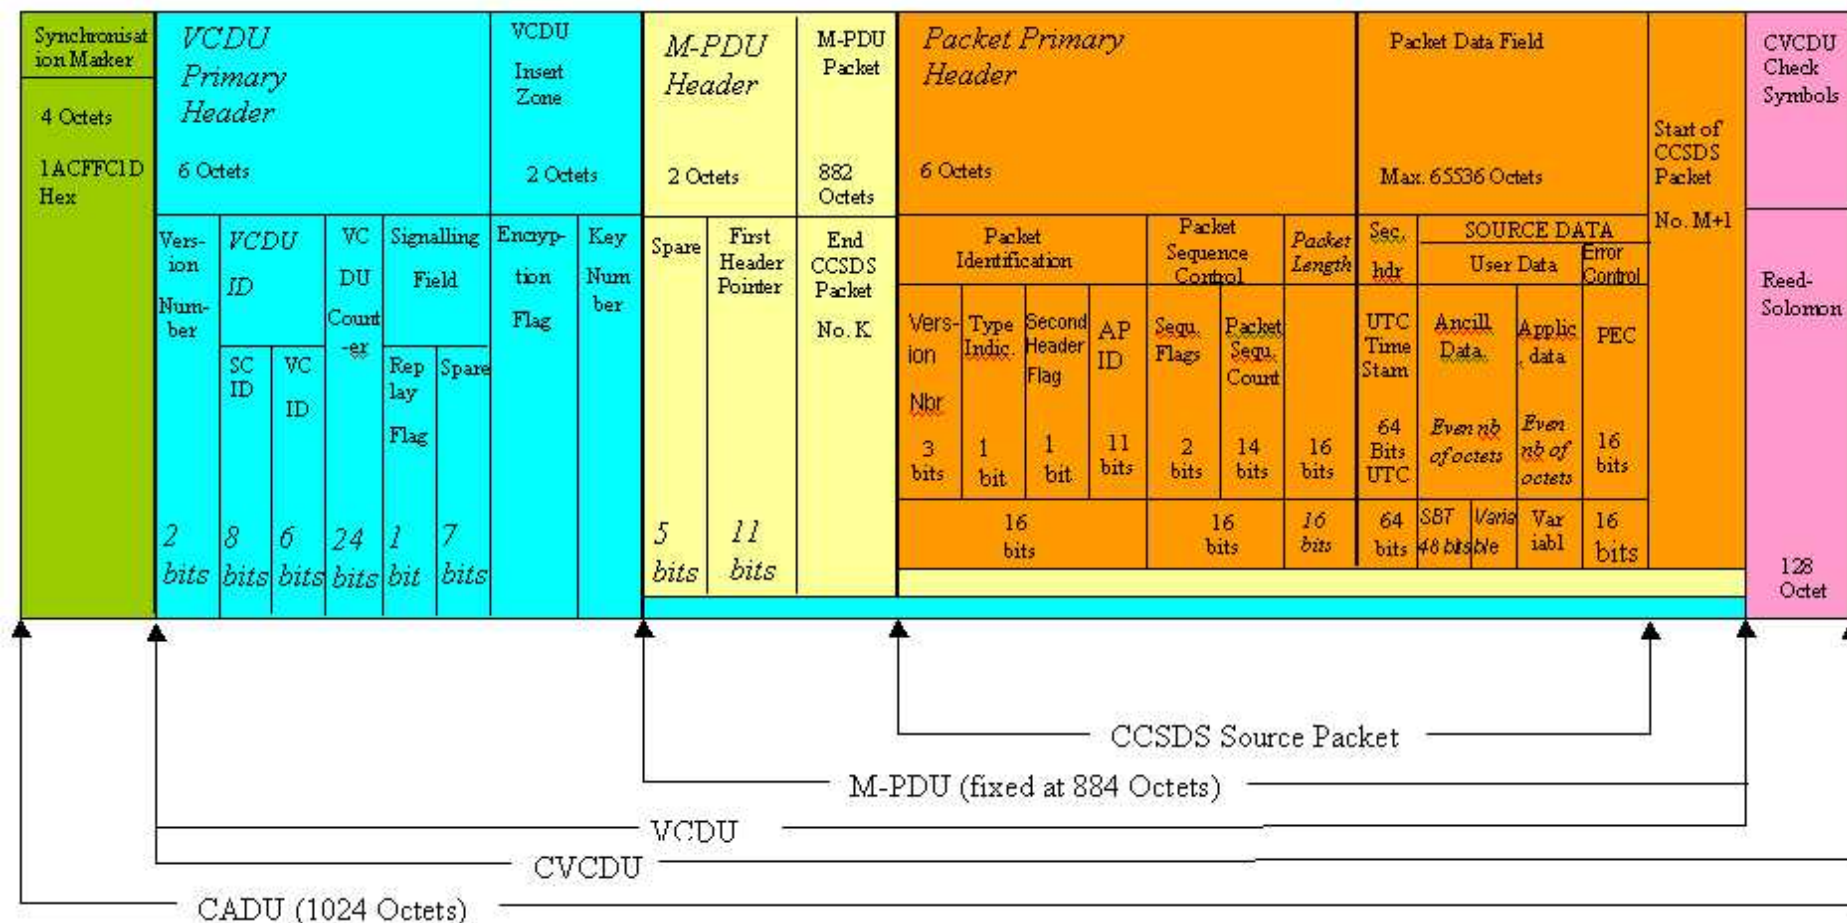 Synchronisat
ion Marker
4 Octets
1ACFFC1D
Hex
VCDU
Primary
Header
6 Octets
VCDU
Insert
Zone
2 Octets
M-PDU
Header
2 Octets
M-PDU
Packet
882
Octets
Packet Primary
Header
6 Octets
Packet Data Field
Max. 65536 Octets
Start of
CCSDS
Packet
No. M+1
CVCDU
Check
Symbols
Vers-
ion
Num-
ber
VCDU
ID
VC
DU
Count
-er
Signalling
Field
Encryp-
tion
Flag
Key
Num
ber
Spare
First
Header
Pointer
End
CCSDS
Packet
No. K
Packet
Identification
Packet
Sequence
Control
Packet
Length
Sec.
hdr
SOURCE DATA
User Data
Error
Control
Reed-
Solomon
SC
ID
VC
ID
Rep
lay
Flag
Spare
Vers-
ion
Nbr
3
bits
Type
Indic.
1
bit
Second
Header
Flag
1
bit
AP
ID
11
bits
Sequ.
Flags
2
bits
Packet
Sequ.
Count
14
bits
16
bits
UTC
Time
Stam
64
Bits
UTC
Ancill
Data.
Even nb
of octets
Applic
. data
Even
nb of
octets
PEC
16
bits
2
bits
8
bits
6
bits
24
bits
1
bit
7
bits
5
bits
11
bits
16
bits
16
bits
16
bits
64
bits
SBT
48 bits
Varia
ble
Var
iabl
16
bits
128
Octet
CCSDS Source Packet
M-PDU (fixed at 884 Octets)
VCDU
CVCDU
CADU (1024 Octets)